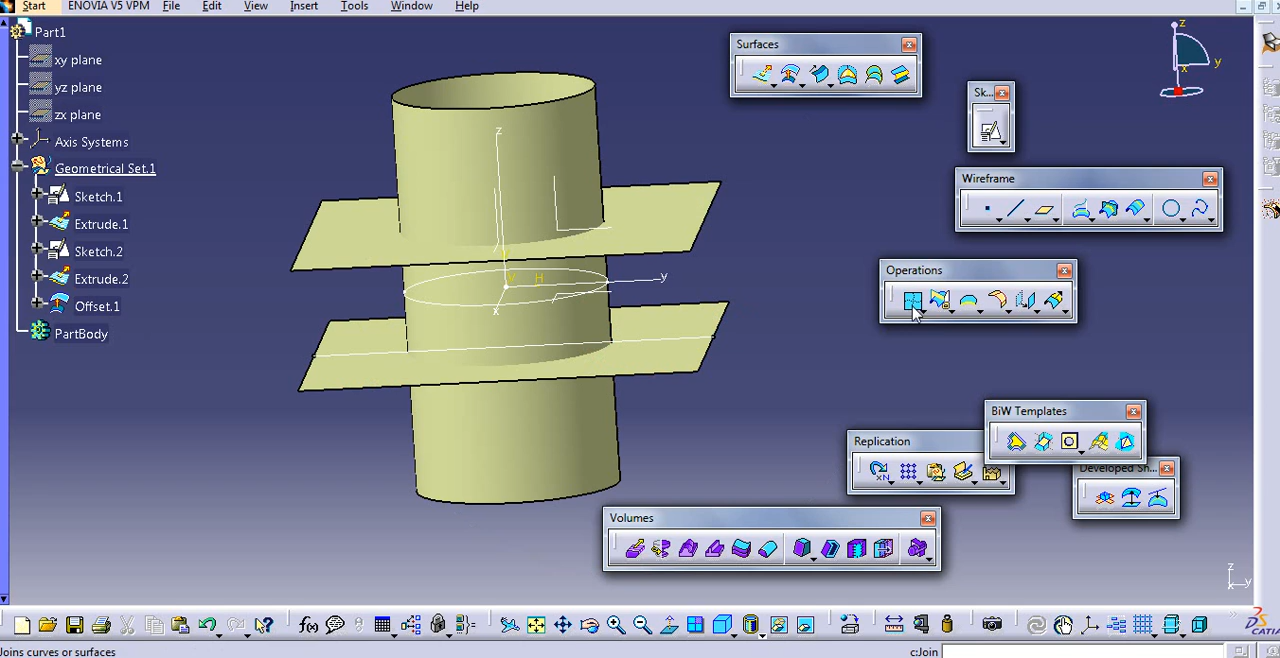 Start ENOVIA V5 VPM File Edit View Insert Tools Window Help
Part1
xy plane
yz plane
zx plane
Axis Systems
Geometrical Set.1
Sketch.1
Extrude.1
Sketch.2
Extrude.2
Offset.1
PartBody
z
y
x
V H
Surfaces
Sk...
Wireframe
Operations
BiW Templates
Replication
Developed Sh...
Volumes
z
y
x
z
y
x
f(x)
CATIA
Joins curves or surfaces
c:Join